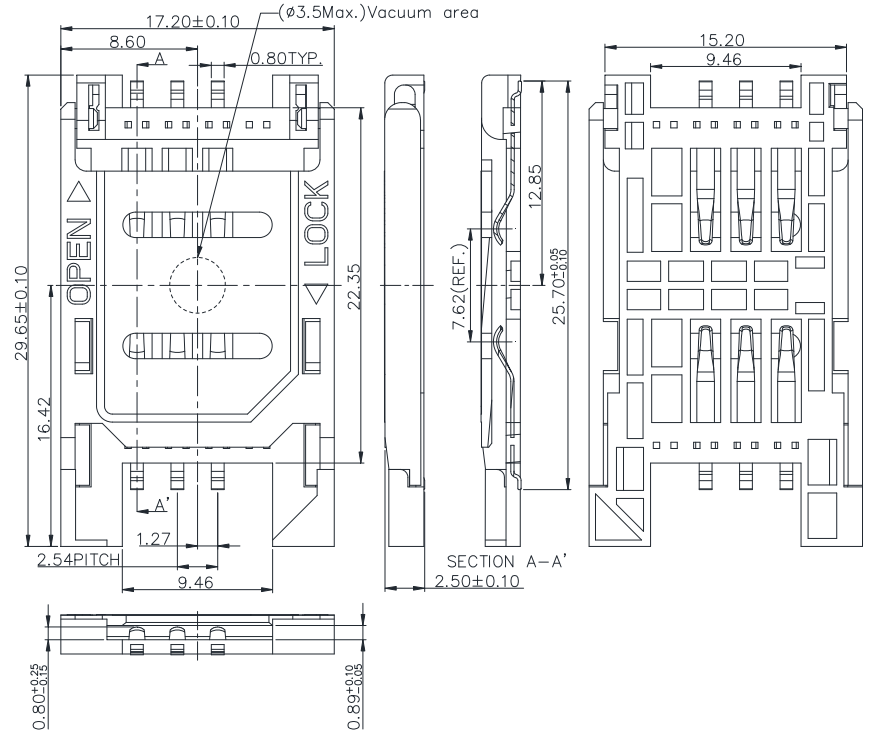 (ø3.5Max.)Vacuum area
17.20±0.10
8.60
A
0.80TYP.
15.20
9.46
OPEN
LOCK
29.65±0.10
16.42
22.35
12.85
7.62(REF.)
25.70+0.05-0.10
A'
1.27
2.54PITCH
9.46
SECTION A-A'
2.50±0.10
0.80+0.25-0.15
0.89+0.10-0.05